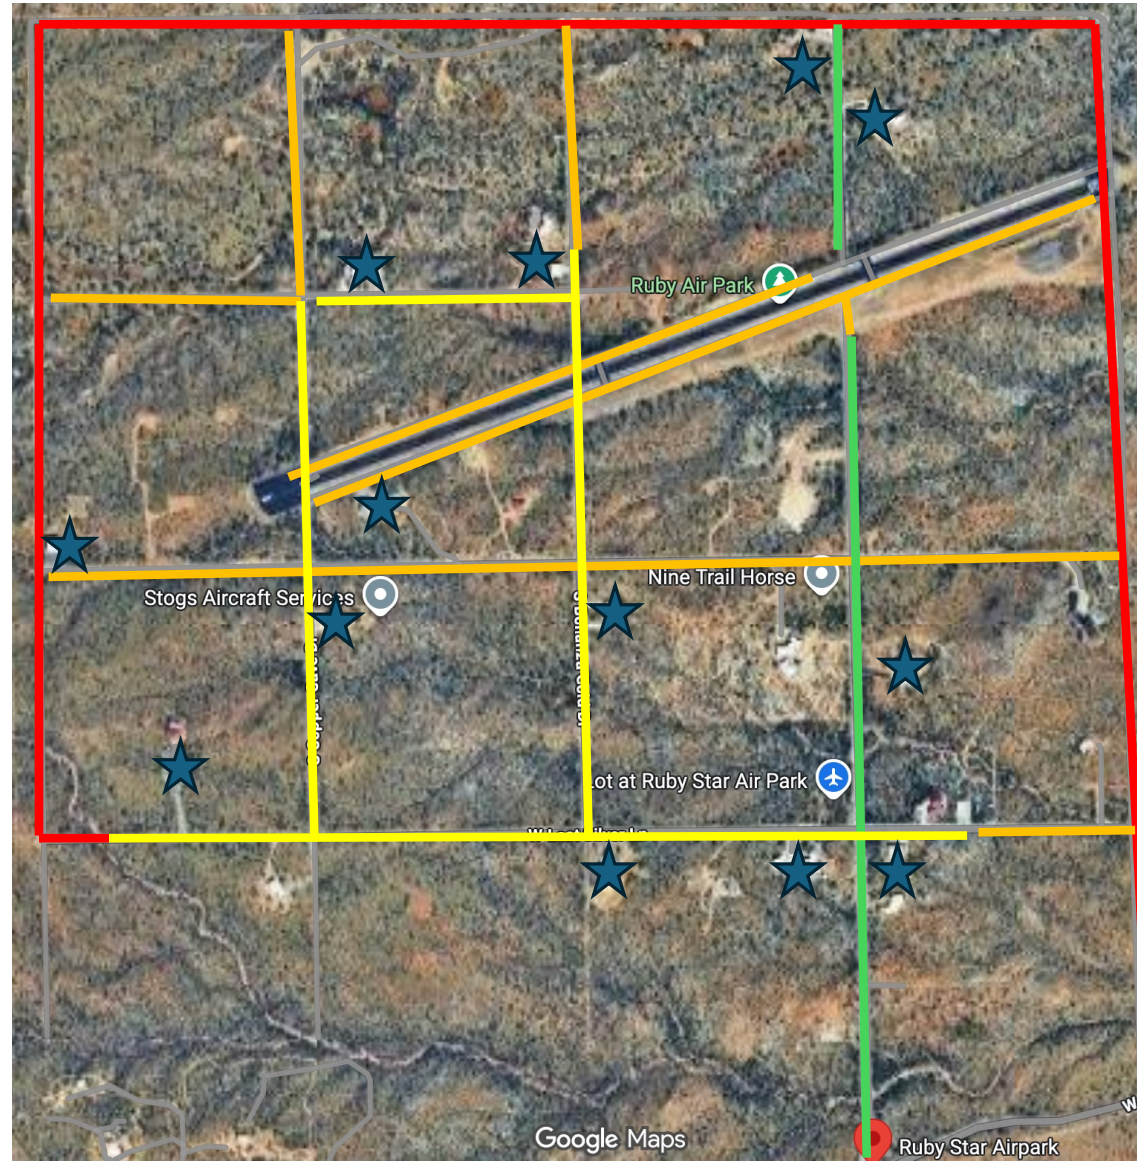 Ruby Air Park
Nine Trail Horse
Stogs Aircraft Services
Lot at Ruby Star Air Park
Google Maps
Ruby Star Airpark
W